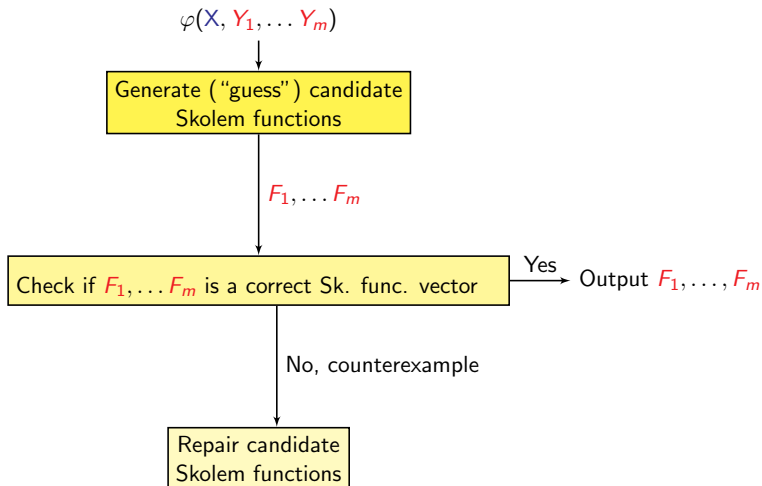 φ(X, Y₁, … Yₘ)
Generate (“guess”) candidate
Skolem functions
F₁, … Fₘ
Check if F₁, … Fₘ is a correct Sk. func. vector
Yes
Output F₁, …, Fₘ
No, counterexample
Repair candidate
Skolem functions